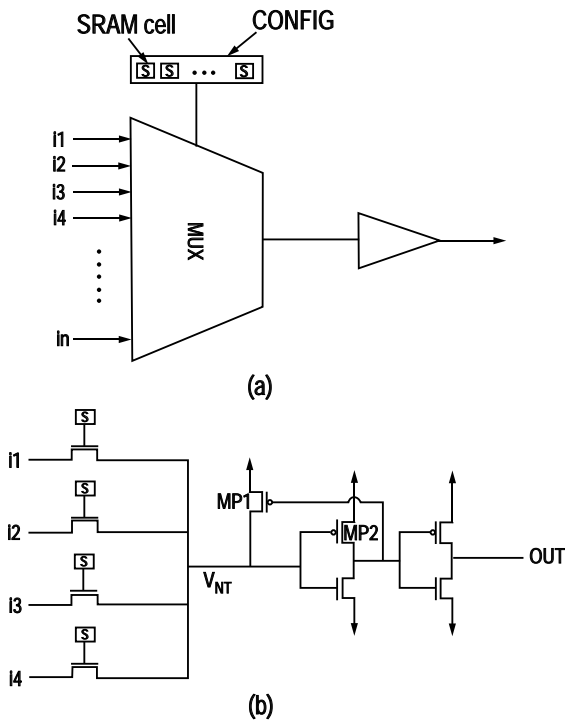 SRAM cell CONFIG
S S ••• S
i1
i2
i3
i4
MUX
in
(a)
S
i1
S
i2
S
i3
S
i4
MP1
MP2
V_NT
OUT
(b)